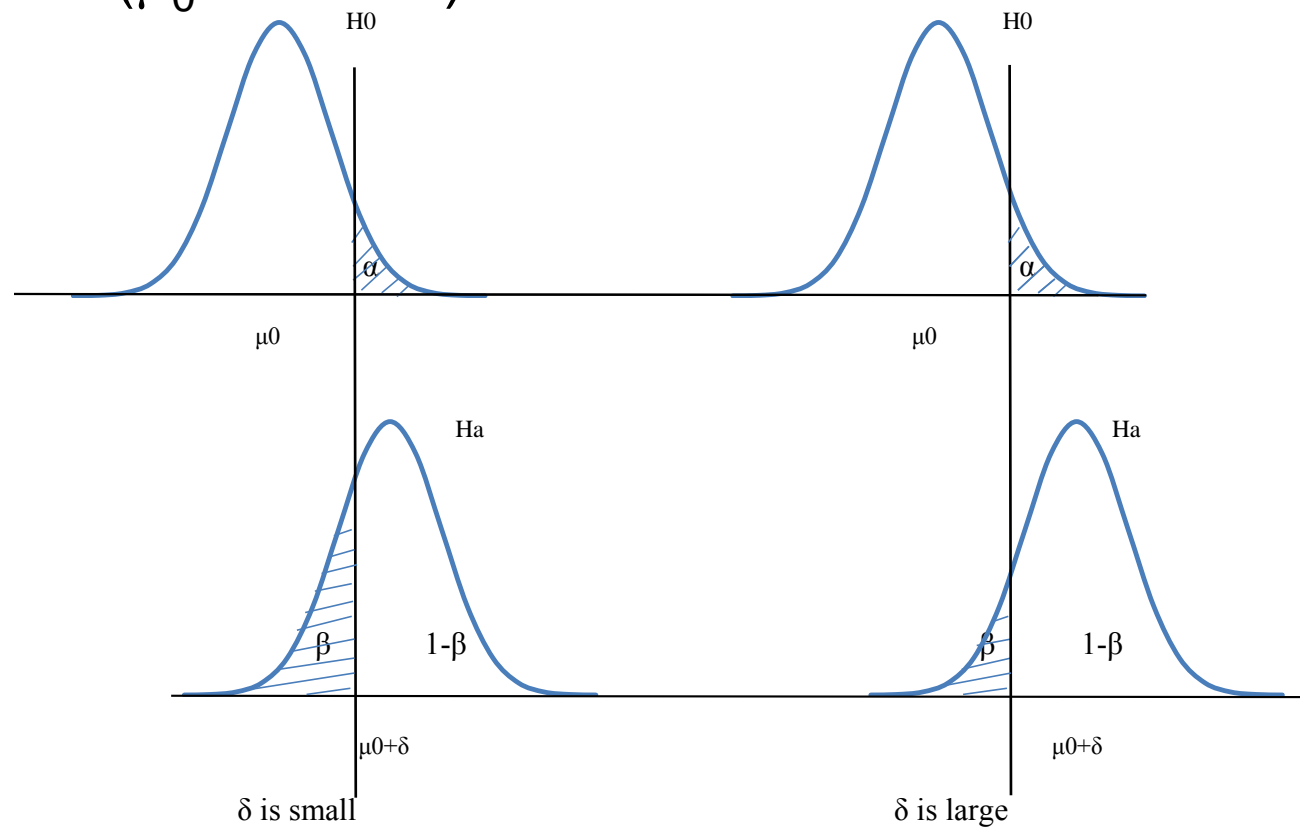 H0 H0
α α
μ0 μ0
Ha Ha
β 1-β β 1-β
μ0+δ μ0+δ
δ is small δ is large